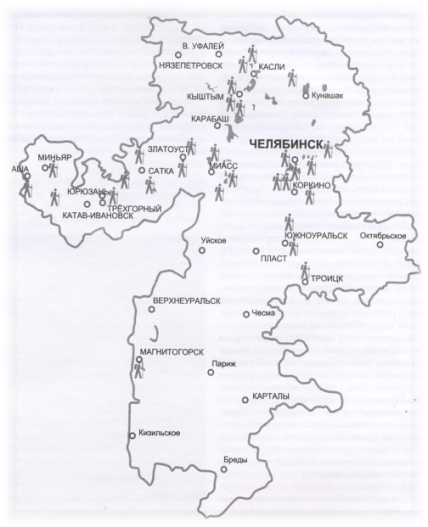 В. УФАЛЕЙ
НЯЗЕПЕТРОВСК
КАСЛИ
КЫШТЫМ
Кунашак
КАРАБАШ
ЧЕЛЯБИНСК
ЗЛАТОУСТ
МИНЬЯР
АША
САТКА
МИАСС
ЮРЮЗАНЬ
КОРКИНО
ТРЁХГОРНЫЙ
КАТАВ-ИВАНОВСК
ЮЖНОУРАЛЬСК
Октябрьское
Уйское
ПЛАСТ
ТРОИЦК
ВЕРХНЕУРАЛЬСК
Чесма
МАГНИТОГОРСК
Париж
КАРТАЛЫ
Кизильское
Бреды